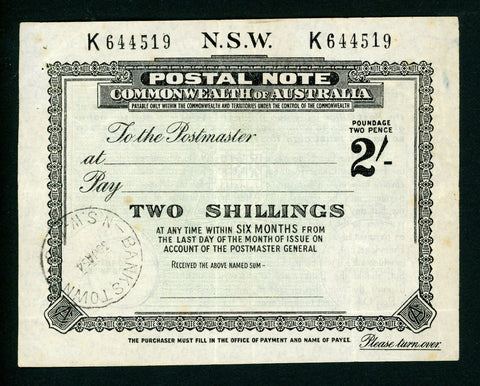 K 644519 N.S.W. K 644519
POSTAL NOTE
COMMONWEALTH OF AUSTRALIA
PAYABLE ONLY WITHIN THE COMMONWEALTH AND TERRITORIES UNDER THE CONTROL OF THE COMMONWEALTH
POUNDAGE
TWO PENCE
2/-
To the Postmaster
at
Pay
TWO SHILLINGS
AT ANY TIME WITHIN SIX MONTHS FROM
THE LAST DAY OF THE MONTH OF ISSUE ON
ACCOUNT OF THE POSTMASTER GENERAL
RECEIVED THE ABOVE NAMED SUM -
BANKSTOWN N.S.W.
THE PURCHASER MUST FILL IN THE OFFICE OF PAYMENT AND NAME OF PAYEE.
Please turn over